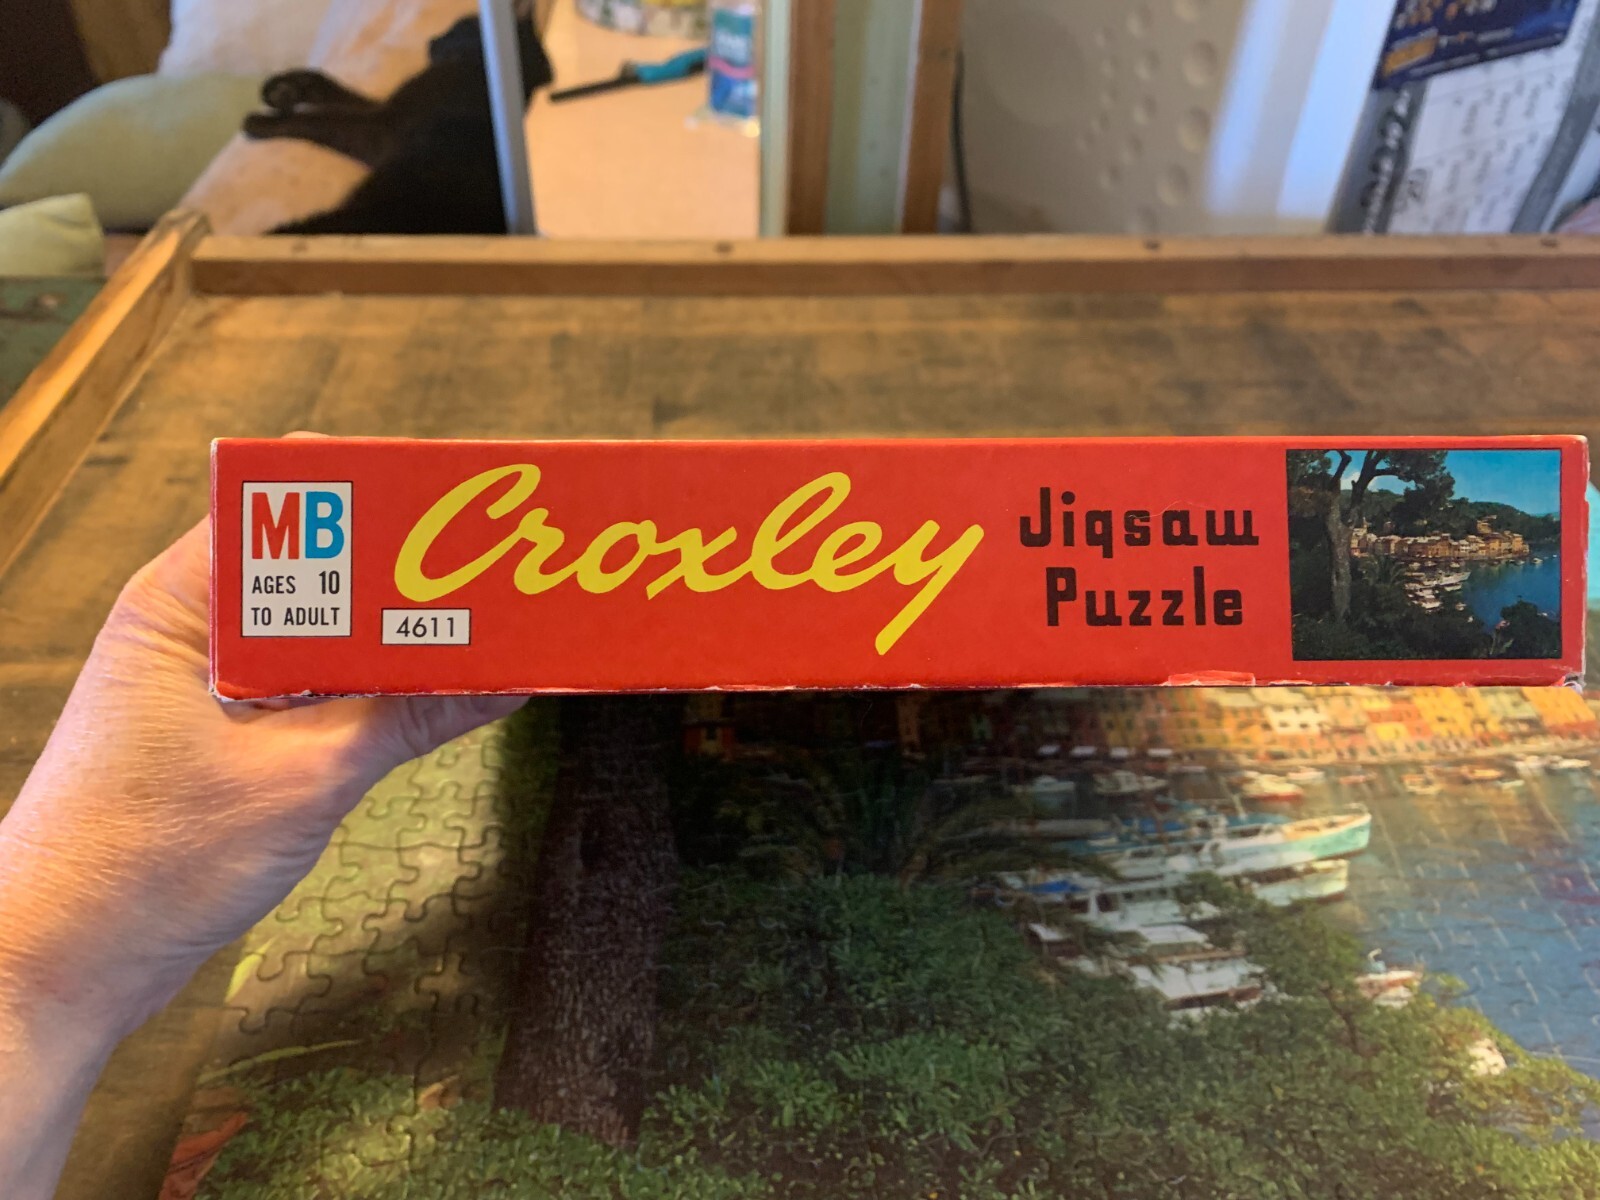 MB
AGES 10
TO ADULT
4611
Croxley
Jigsaw
Puzzle